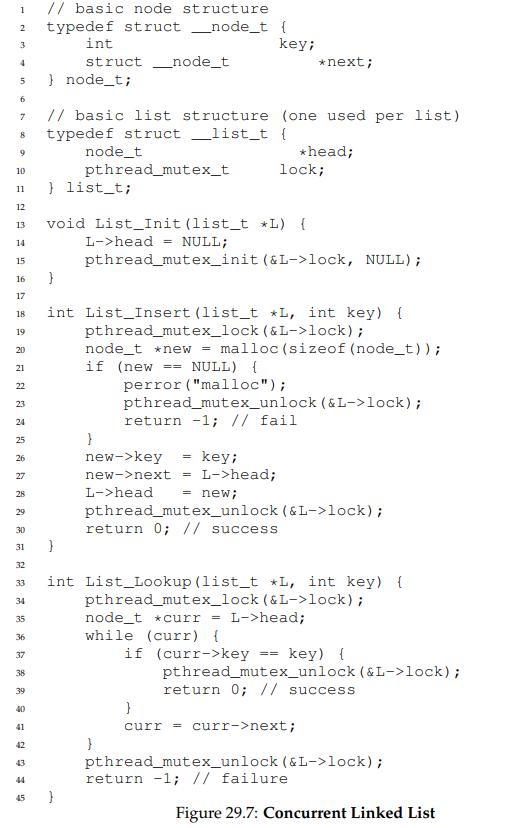 1 // basic node structure
2 typedef struct __node_t {
3 int key;
4 struct __node_t *next;
5 } node_t;
6
7 // basic list structure (one used per list)
8 typedef struct __list_t {
9 node_t *head;
10 pthread_mutex_t lock;
11 } list_t;
12
13 void List_Init(list_t *L) {
14 L->head = NULL;
15 pthread_mutex_init(&L->lock, NULL);
16 }
17
18 int List_Insert(list_t *L, int key) {
19 pthread_mutex_lock(&L->lock);
20 node_t *new = malloc(sizeof(node_t));
21 if (new == NULL) {
22 perror("malloc");
23 pthread_mutex_unlock(&L->lock);
24 return -1; // fail
25 }
26 new->key = key;
27 new->next = L->head;
28 L->head = new;
29 pthread_mutex_unlock(&L->lock);
30 return 0; // success
31 }
32
33 int List_Lookup(list_t *L, int key) {
34 pthread_mutex_lock(&L->lock);
35 node_t *curr = L->head;
36 while (curr) {
37 if (curr->key == key) {
38 pthread_mutex_unlock(&L->lock);
39 return 0; // success
40 }
41 curr = curr->next;
42 }
43 pthread_mutex_unlock(&L->lock);
44 return -1; // failure
45 }
Figure 29.7: Concurrent Linked List